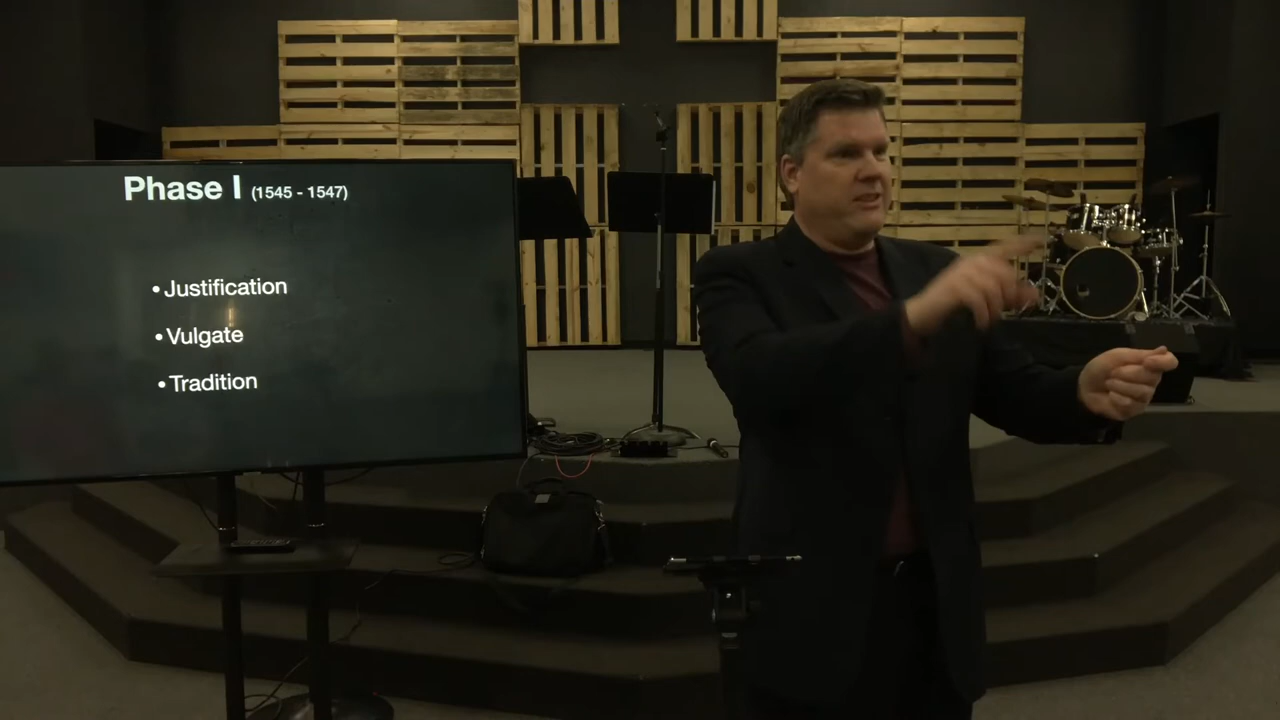 Phase I (1545 - 1547)
• Justification
• Vulgate
• Tradition